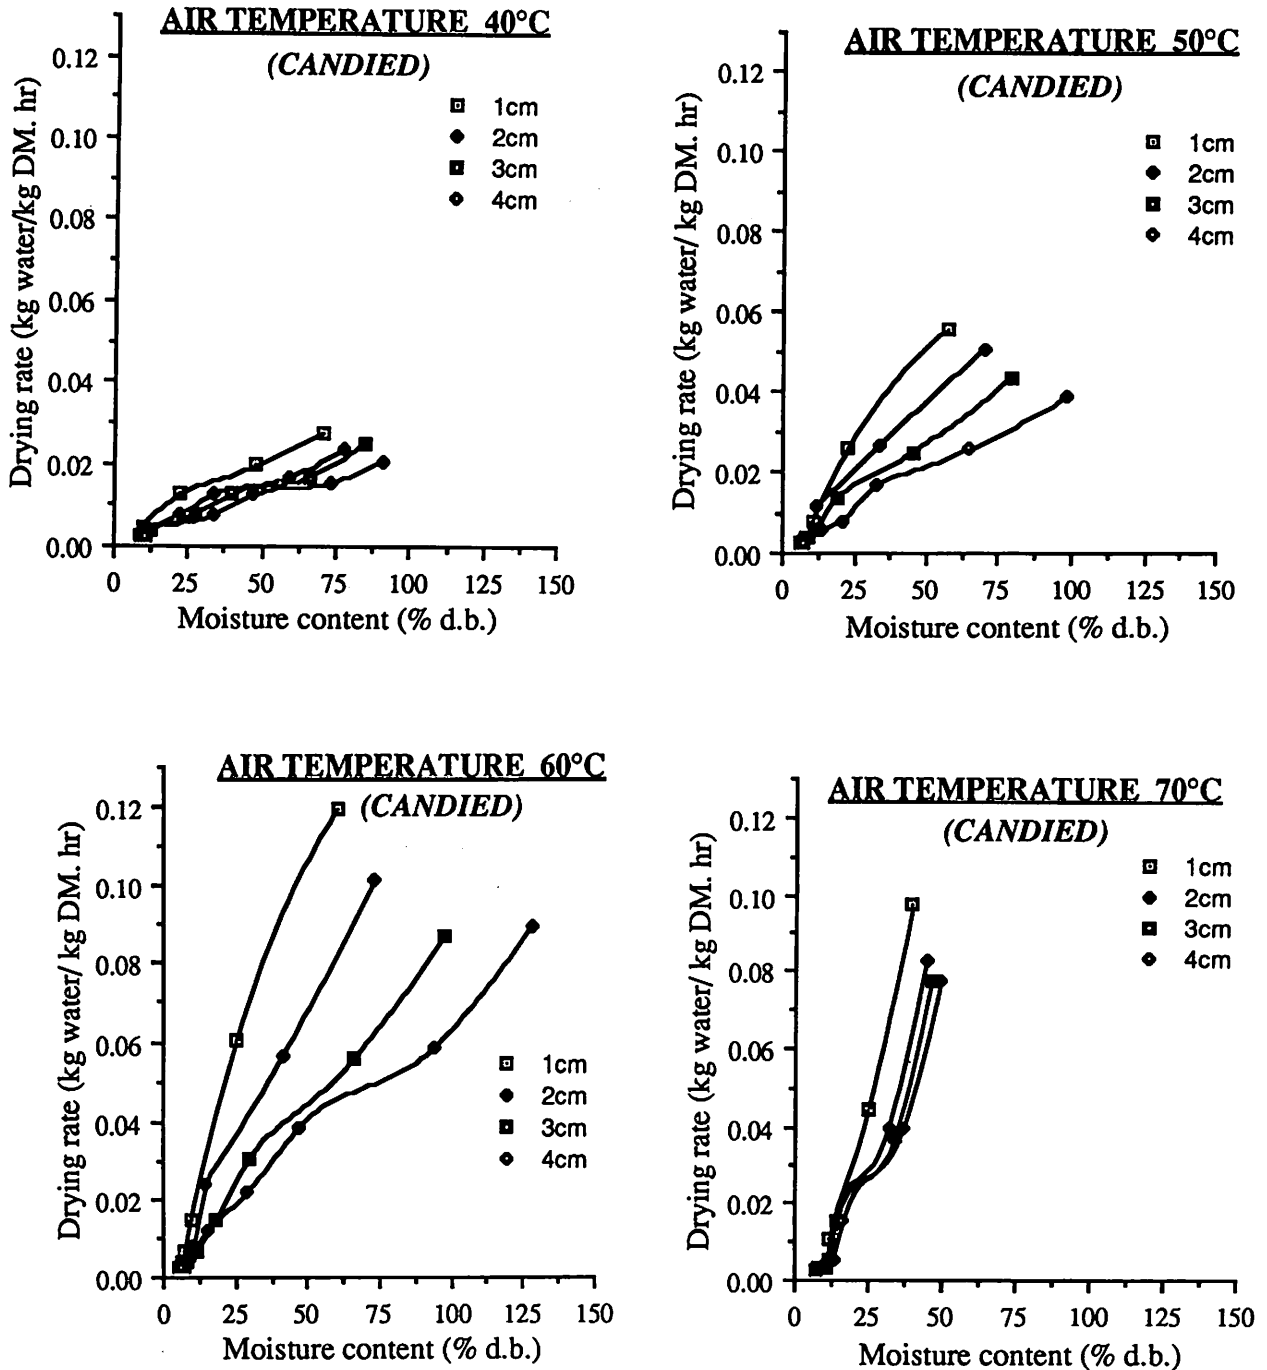 AIR TEMPERATURE 40°C
(CANDIED)
1cm
2cm
3cm
4cm
Drying rate (kg water/kg DM. hr)
0.12
0.10
0.08
0.06
0.04
0.02
0.00
0 25 50 75 100 125 150
Moisture content (% d.b.)
AIR TEMPERATURE 50°C
(CANDIED)
1cm
2cm
3cm
4cm
Drying rate (kg water/ kg DM. hr)
0.12
0.10
0.08
0.06
0.04
0.02
0.00
0 25 50 75 100 125 150
Moisture content (% d.b.)
AIR TEMPERATURE 60°C
(CANDIED)
Drying rate (kg water/ kg DM. hr)
0.12
0.10
0.08
0.06
0.04
0.02
0.00
1cm
2cm
3cm
4cm
0 25 50 75 100 125 150
Moisture content (% d.b.)
AIR TEMPERATURE 70°C
(CANDIED)
1cm
2cm
3cm
4cm
Drying rate (kg water/ kg DM. hr)
0.12
0.10
0.08
0.06
0.04
0.02
0.00
0 25 50 75 100 125 150
Moisture content (% d.b.)